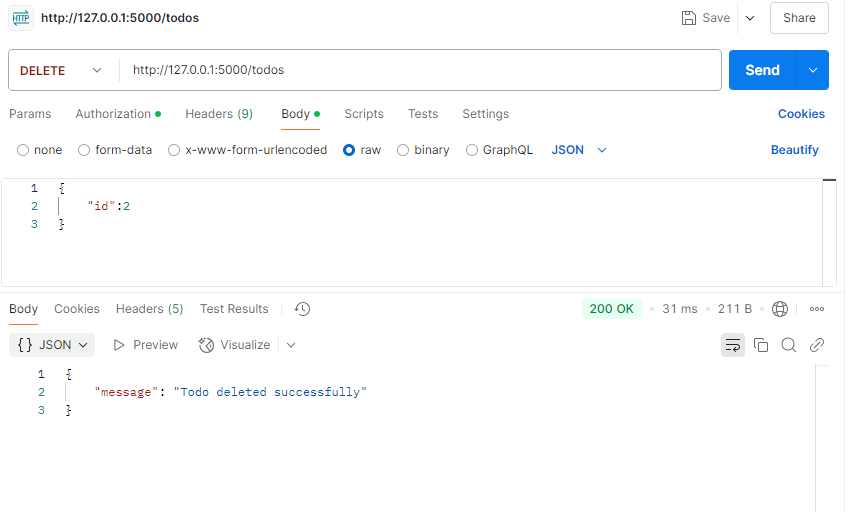 HTTP http://127.0.0.1:5000/todos Save Share
DELETE http://127.0.0.1:5000/todos Send
Params Authorization Headers (9) Body Scripts Tests Settings Cookies
none form-data x-www-form-urlencoded raw binary GraphQL JSON Beautify
1 {
2 "id":2
3 }
Body Cookies Headers (5) Test Results 200 OK • 31 ms • 211 B •
{} JSON Preview Visualize
1 {
2 "message": "Todo deleted successfully"
3 }